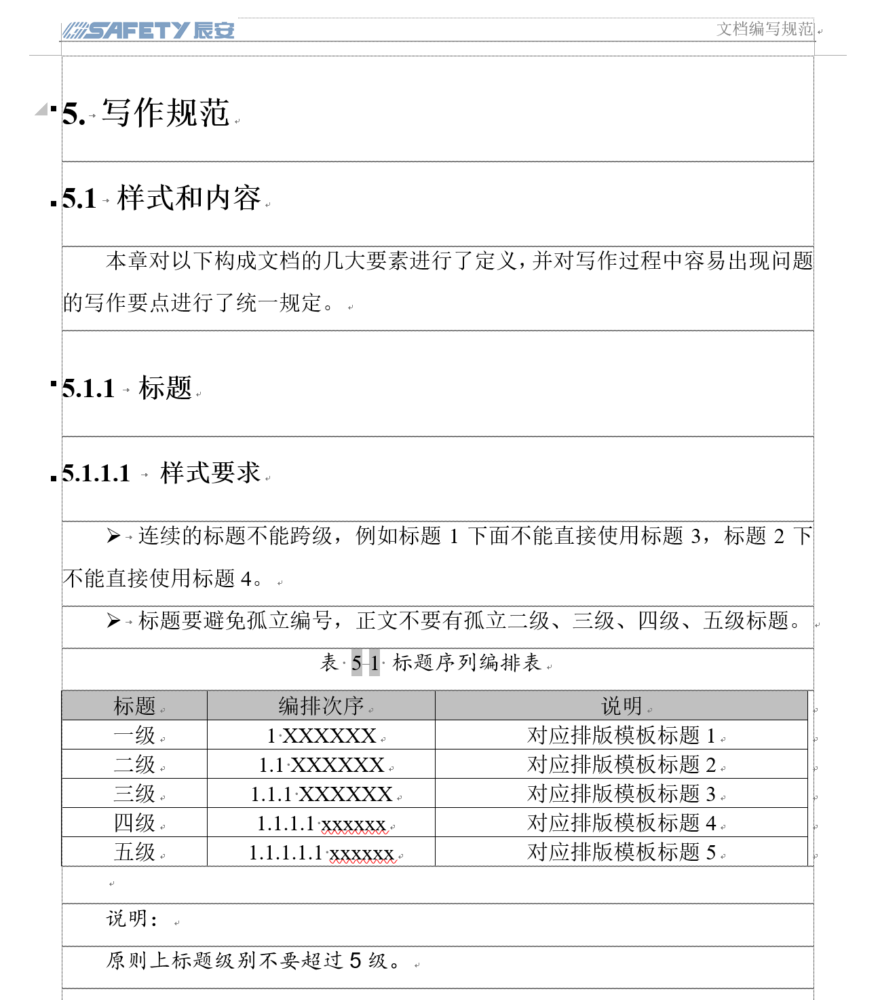 GSAFETY辰安
文档编写规范
5. 写作规范
5.1 样式和内容
本章对以下构成文档的几大要素进行了定义，并对写作过程中容易出现问题
的写作要点进行了统一规定。
5.1.1 标题
5.1.1.1 样式要求
➢ 连续的标题不能跨级，例如标题 1 下面不能直接使用标题 3，标题 2 下
不能直接使用标题 4。
➢ 标题要避免孤立编号，正文不要有孤立二级、三级、四级、五级标题。
表 5-1 标题序列编排表
标题 编排次序 说明
一级 1 XXXXXX 对应排版模板标题 1
二级 1.1 XXXXXX 对应排版模板标题 2
三级 1.1.1 XXXXXX 对应排版模板标题 3
四级 1.1.1.1 xxxxxx 对应排版模板标题 4
五级 1.1.1.1.1 xxxxxx 对应排版模板标题 5
说明：
原则上标题级别不要超过 5 级。